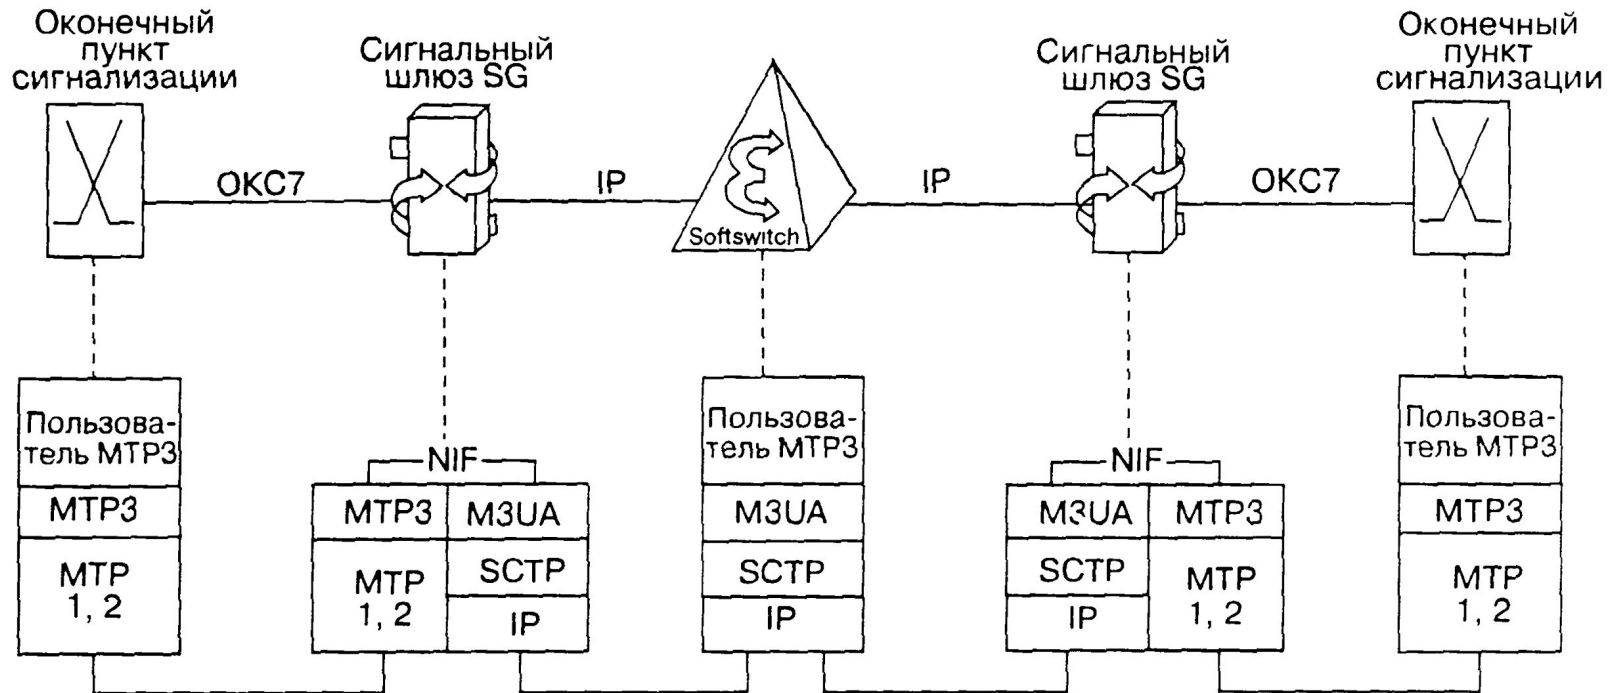 Оконечный
пункт
сигнализации
Сигнальный
шлюз SG
Сигнальный
шлюз SG
Оконечный
пункт
сигнализации
ОКС7
IP
IP
ОКС7
Softswitch
Пользова-
тель МТР3
МТР3
МТР
1, 2
NIF
МТР3
M3UA
МТР
1, 2
SCTP
IP
Пользова-
тель МТР3
M3UA
SCTP
IP
NIF
M3UA
МТР3
SCTP
IP
МТР
1, 2
Пользова-
тель МТР3
МТР3
МТР
1, 2